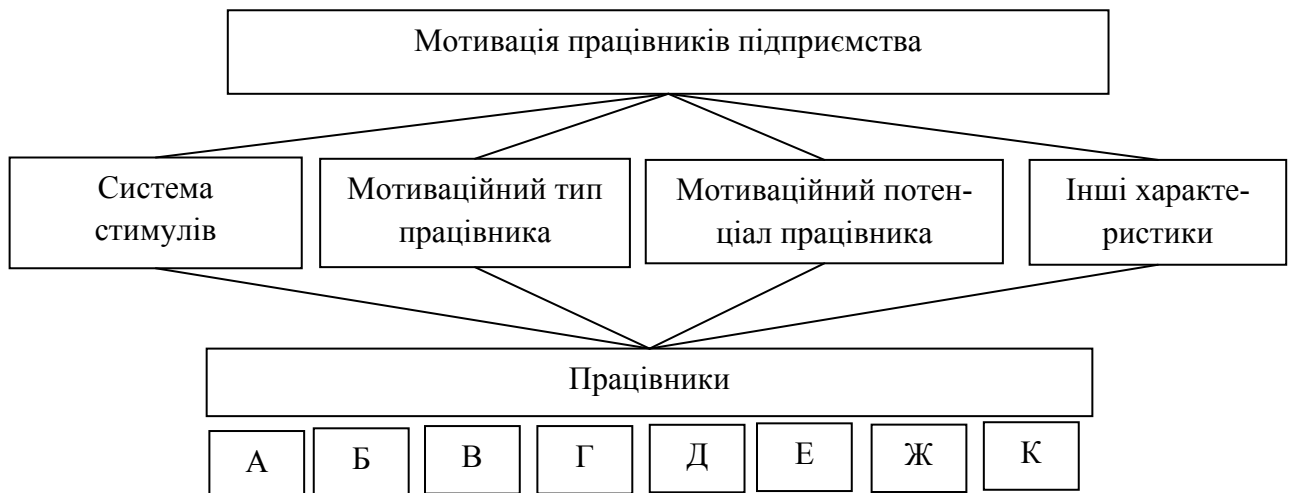 Мотивація працівників підприємства
Система
стимулів
Мотиваційний тип
працівника
Мотиваційний потен-
ціал працівника
Інші характе-
ристики
Працівники
А
Б
В
Г
Д
Е
Ж
К